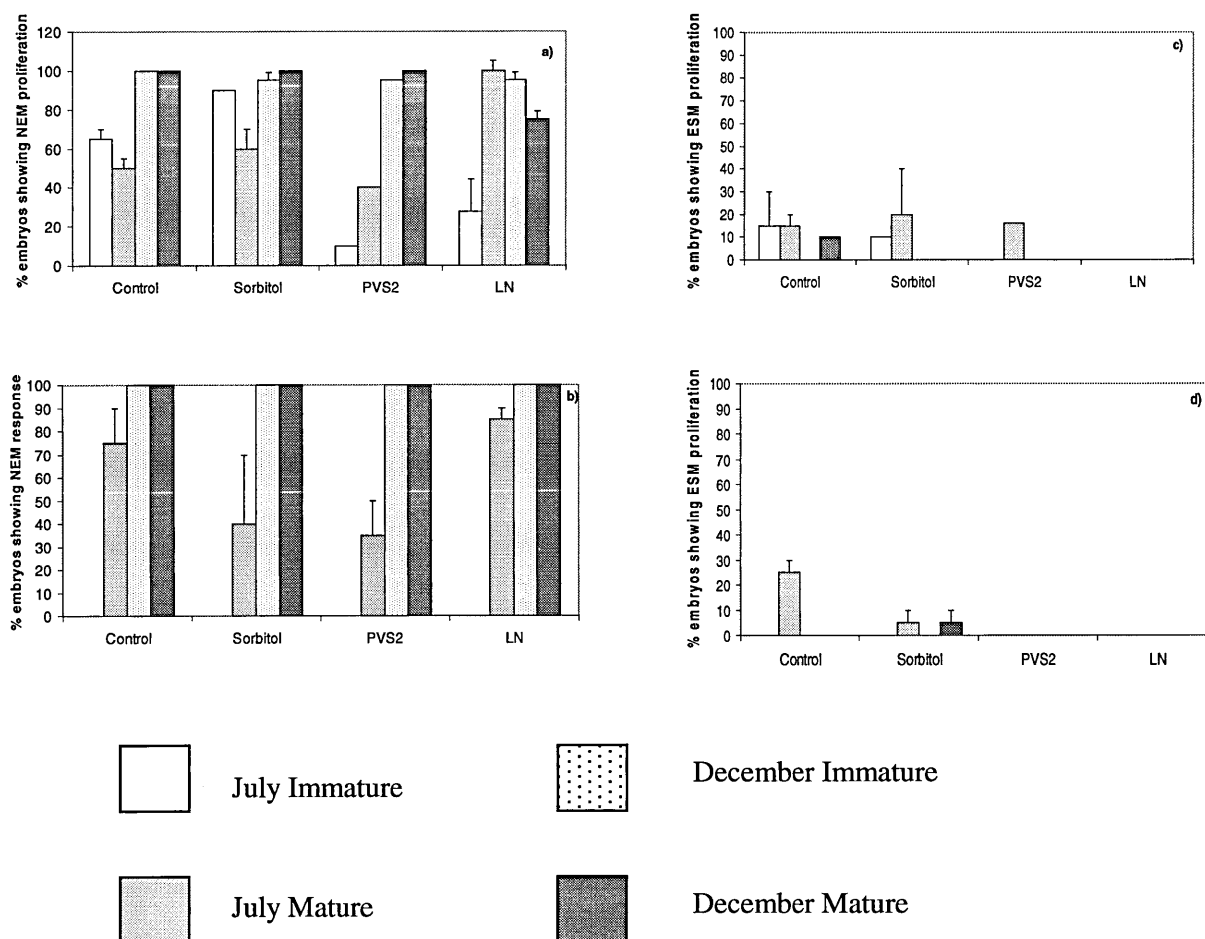 % embryos showing NEM proliferation
120
100
80
60
40
20
0
a)
Control Sorbitol PVS2 LN
% embryos showing ESM proliferation
100
90
80
70
60
50
40
30
20
10
0
c)
Control Sorbitol PVS2 LN
% embryos showing NEM response
100
90
80
70
60
50
40
30
20
10
0
b)
Control Sorbitol PVS2 LN
% embryos showing ESM proliferation
100
90
80
70
60
50
40
30
20
10
0
d)
Control Sorbitol PVS2 LN
July Immature
December Immature
July Mature
December Mature